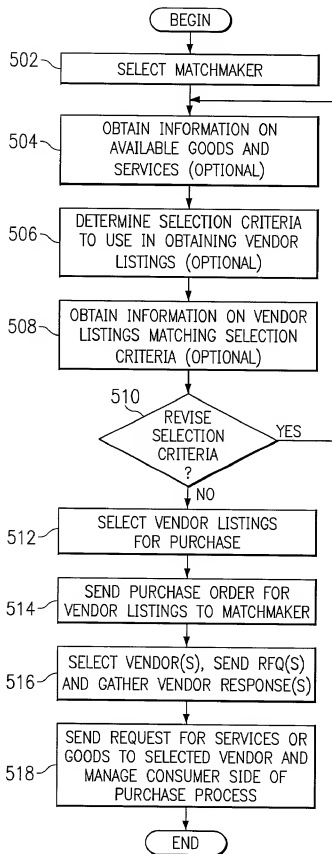 BEGIN
502
SELECT MATCHMAKER
504
OBTAIN INFORMATION ON
AVAILABLE GOODS AND
SERVICES (OPTIONAL)
506
DETERMINE SELECTION CRITERIA
TO USE IN OBTAINING VENDOR
LISTINGS (OPTIONAL)
508
OBTAIN INFORMATION ON VENDOR
LISTINGS MATCHING SELECTION
CRITERIA (OPTIONAL)
510
REVISE
SELECTION
CRITERIA
?
YES
NO
512
SELECT VENDOR LISTINGS
FOR PURCHASE
514
SEND PURCHASE ORDER FOR
VENDOR LISTINGS TO MATCHMAKER
516
SELECT VENDOR(S), SEND RFQ(S)
AND GATHER VENDOR RESPONSE(S)
518
SEND REQUEST FOR SERVICES OR
GOODS TO SELECTED VENDOR AND
MANAGE CONSUMER SIDE OF
PURCHASE PROCESS
END